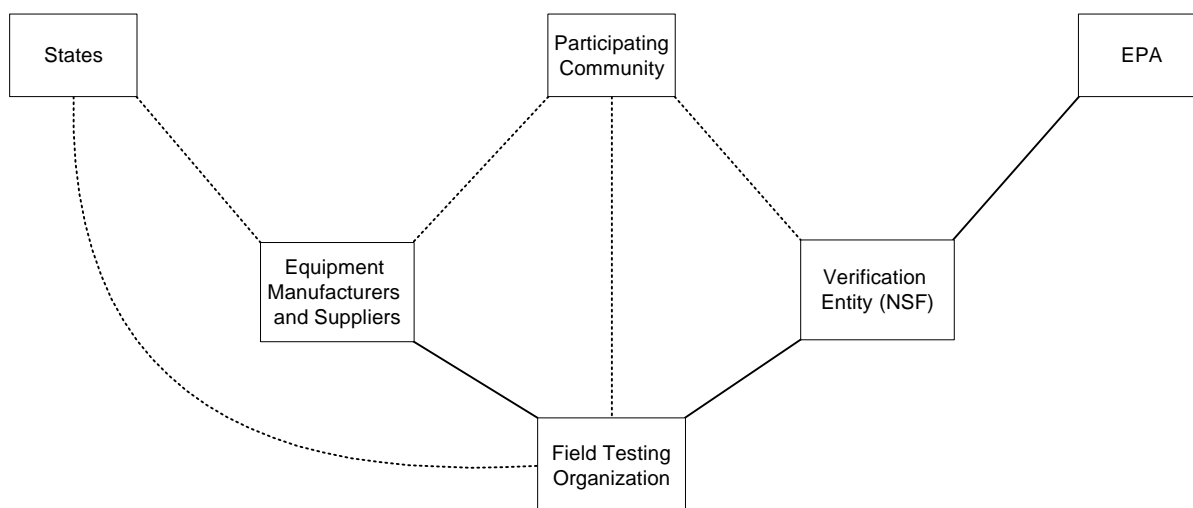 States
Participating
Community
EPA
Equipment
Manufacturers
and Suppliers
Verification
Entity (NSF)
Field Testing
Organization